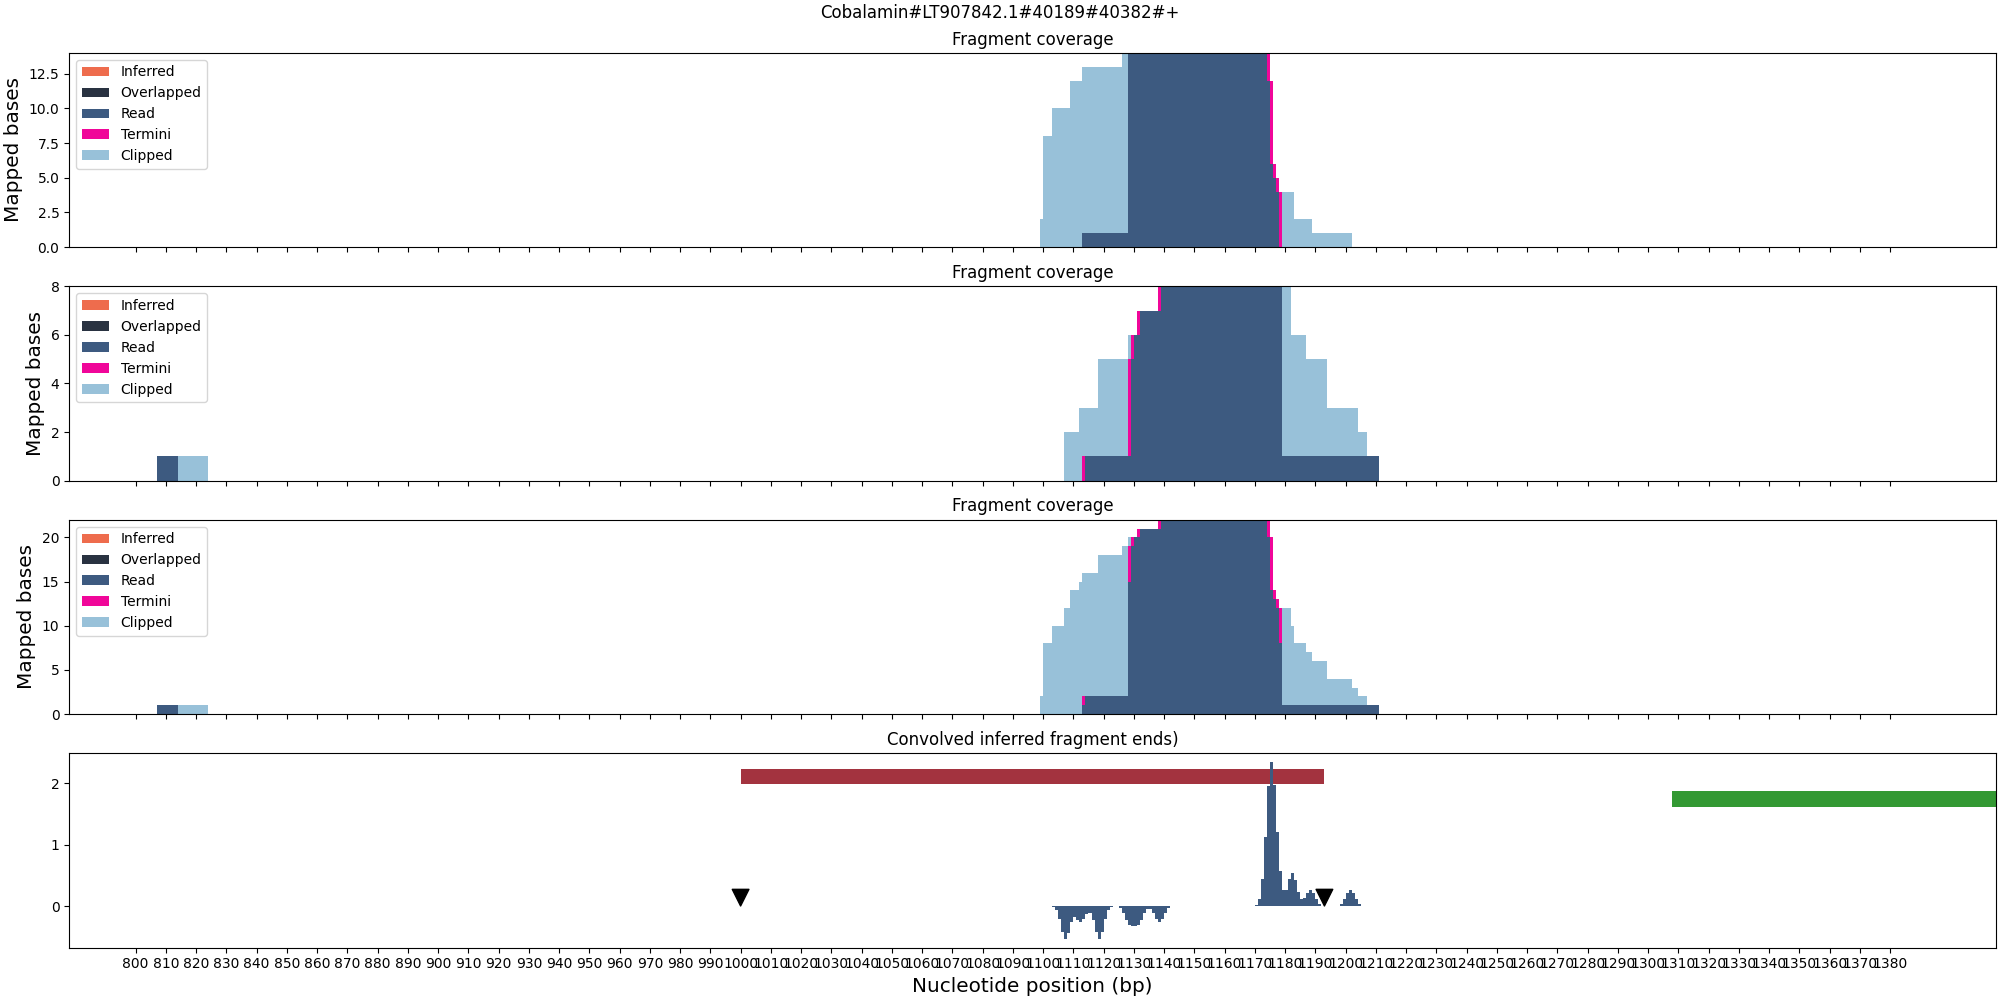 Cobalamin#LT907842.1#40189#40382#+
Fragment coverage
Mapped bases
12.5
10.0
7.5
5.0
2.5
0.0
Inferred
Overlapped
Read
Termini
Clipped
Fragment coverage
Mapped bases
8
6
4
2
0
Inferred
Overlapped
Read
Termini
Clipped
Fragment coverage
Mapped bases
20
15
10
5
0
Inferred
Overlapped
Read
Termini
Clipped
Convolved inferred fragment ends)
2
1
0
800 810 820 830 840 850 860 870 880 890 900 910 920 930 940 950 960 970 980 990 1000 1010 1020 1030 1040 1050 1060 1070 1080 1090 1100 1110 1120 1130 1140 1150 1160 1170 1180 1190 1200 1210 1220 1230 1240 1250 1260 1270 1280 1290 1300 1310 1320 1330 1340 1350 1360 1370 1380
Nucleotide position (bp)